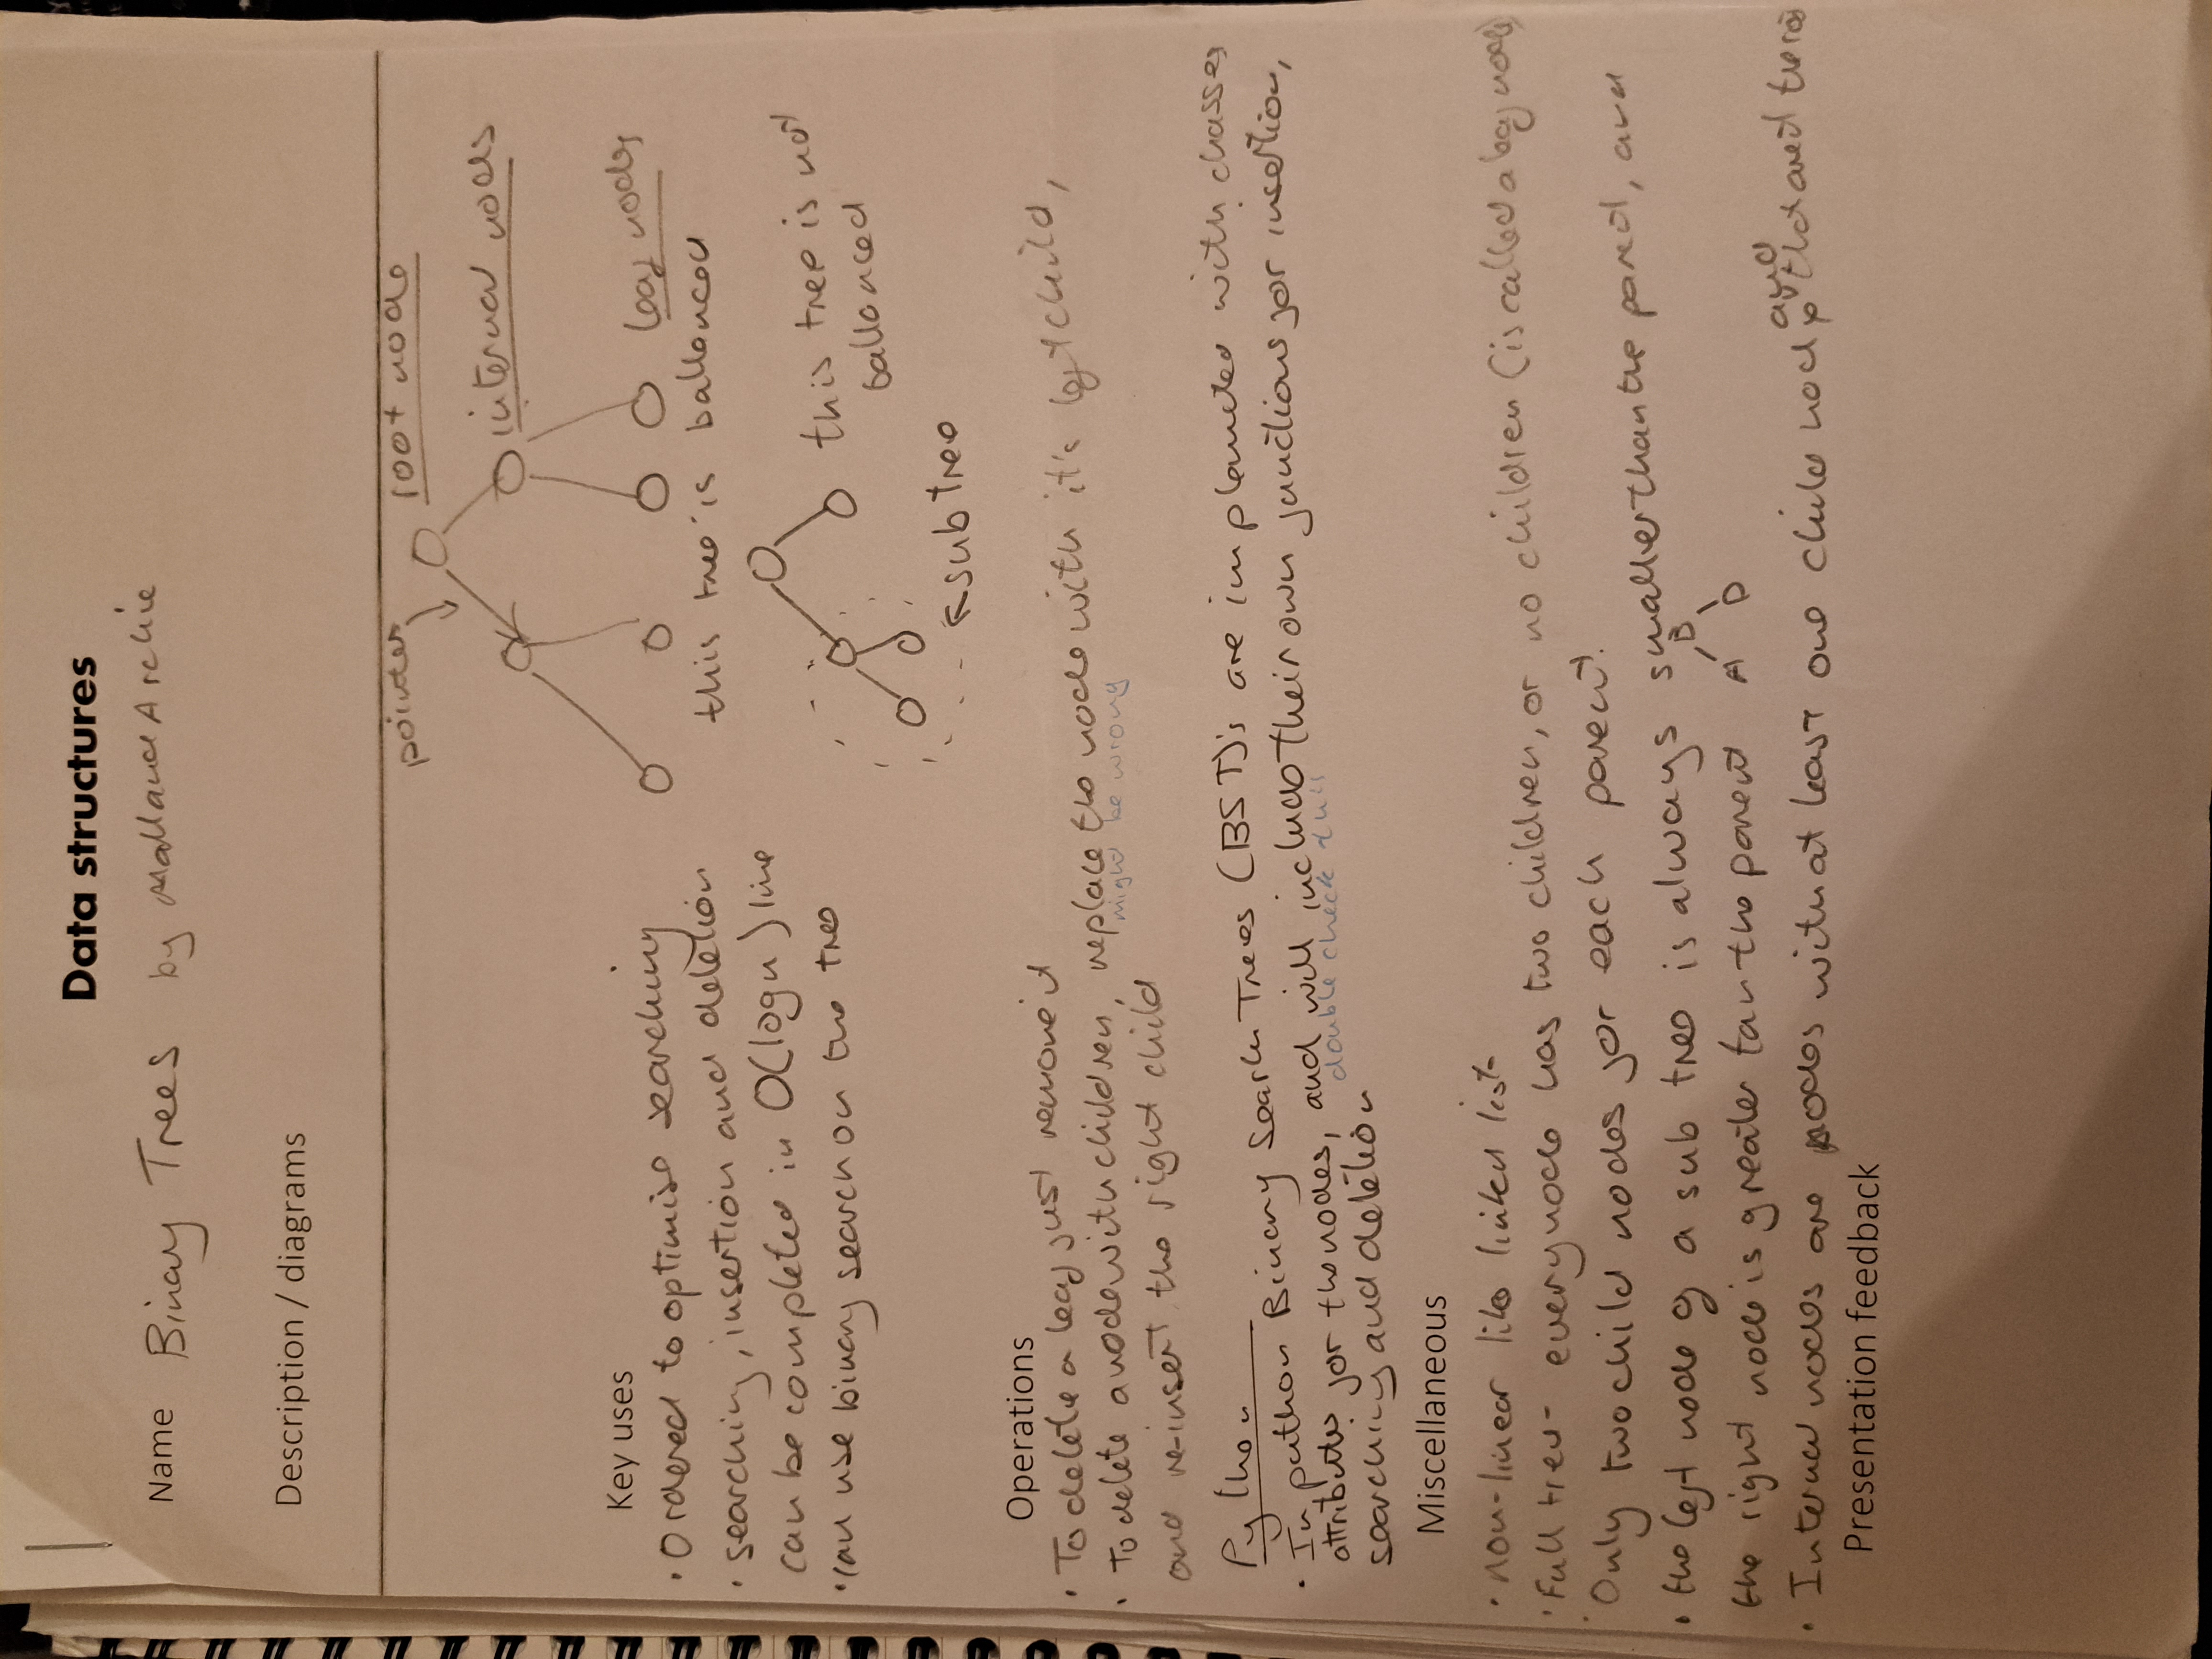 Data structures
Name Binary Trees by Malland Archie
Description / diagrams
pointer
root node
internal nodes
leaf nodes
this tree is ballanced
Key uses
• Ordered to optimise searching
• searching, insertion and deletion
can be completed in O(logn) time
• can use binary search on the tree
this tree is not
ballanced
sub tree
Operations
• To delete a leaf just remove it
• To delete a node with children, replace the node with it's left child,
might be wrong
and re-insert the right child
Python
• In python Binary Search Trees (BST)'s are implemented with classes
attributes for the nodes, and will include their own functions for insertion,
double check this
searching and deletion
Miscellaneous
• non-linear like linked list
• Full tree - every node has two children, or no children (is called a leaf node)
• Only two child nodes for each parent.
• the left node of a sub tree is always smaller than the parent, and
B
A D
the right node is greater tan the parent
and
• Internal nodes are nodes with at least one child node that aren't the
Presentation feedback